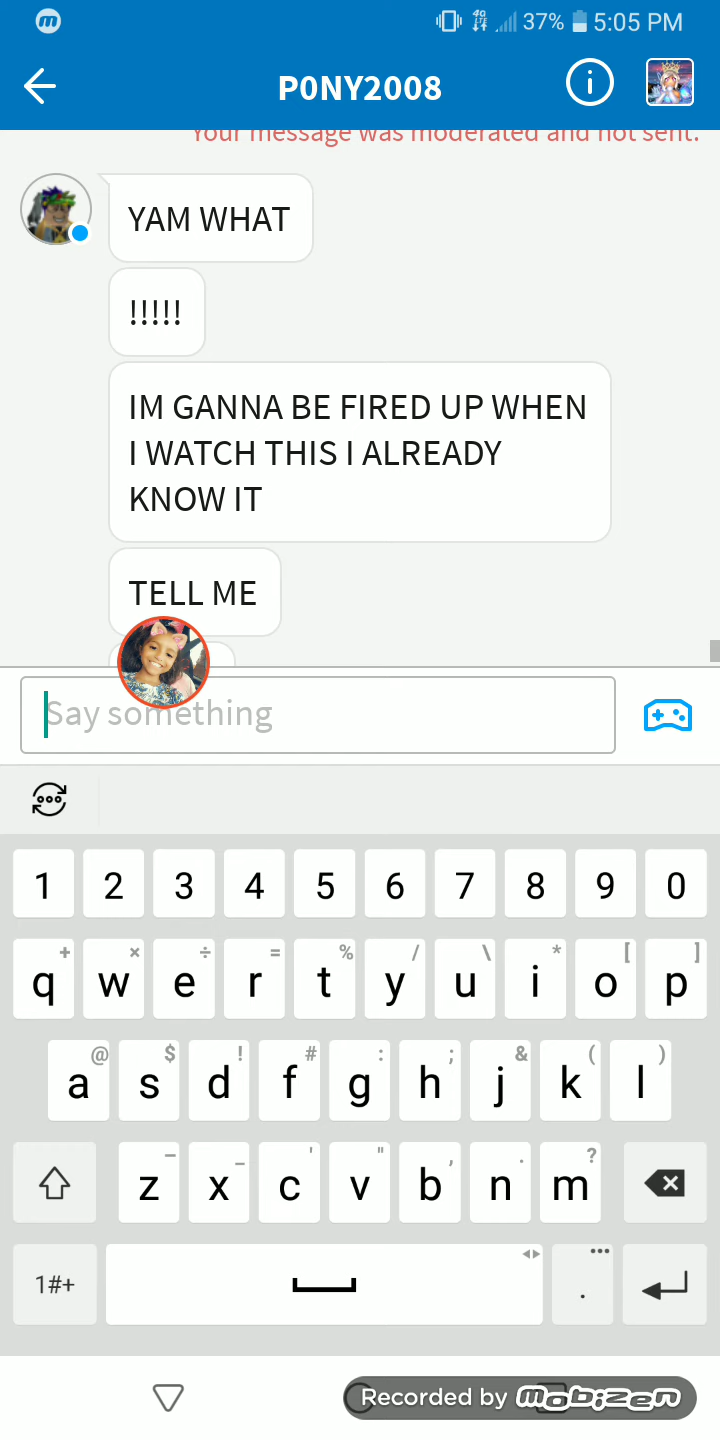 37% 5:05 PM
P0NY2008
Your message was moderated and not sent.
YAM WHAT
!!!!!
IM GANNA BE FIRED UP WHEN
I WATCH THIS I ALREADY
KNOW IT
TELL ME
Say something
1 2 3 4 5 6 7 8 9 0
+ × ÷ = % / \ * [ ]
q w e r t y u i o p
@ $ ! # : ; & ( )
a s d f g h j k l
– _ ' " , . ?
z x c v b n m
1#+ .
Recorded by mobizen